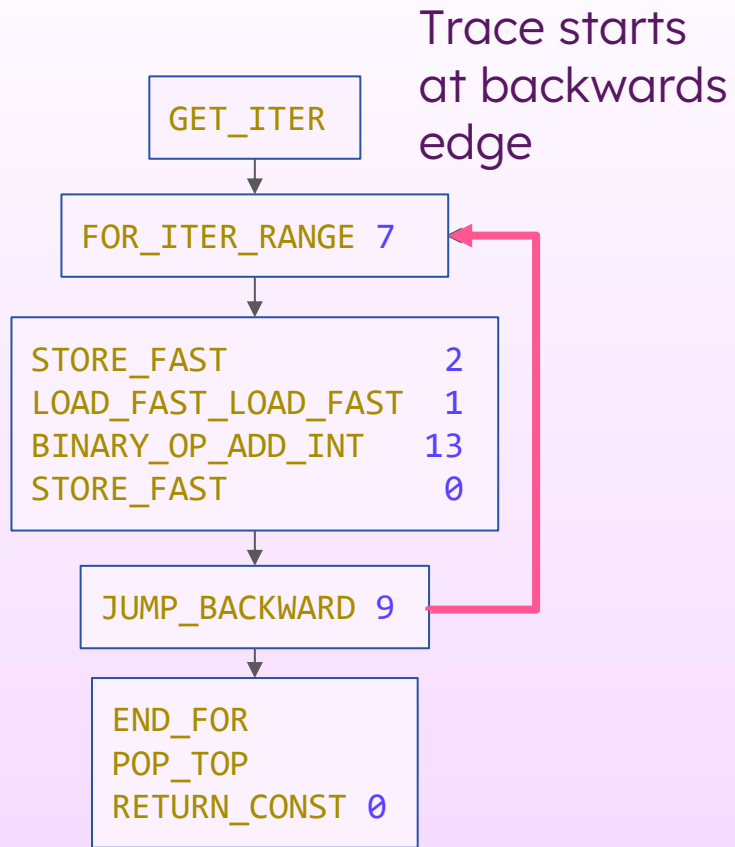 Trace starts
at backwards
edge
GET_ITER
FOR_ITER_RANGE 7
STORE_FAST 2
LOAD_FAST_LOAD_FAST 1
BINARY_OP_ADD_INT 13
STORE_FAST 0
JUMP_BACKWARD 9
END_FOR
POP_TOP
RETURN_CONST 0